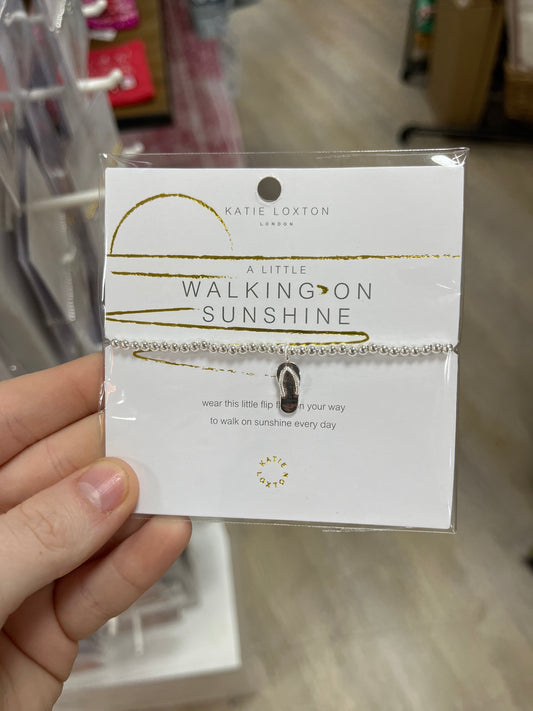 KATIE LOXTON
LONDON
A LITTLE
WALKING ON
SUNSHINE
wear this little flip on your way
to walk on sunshine every day
KATIE LOXTON